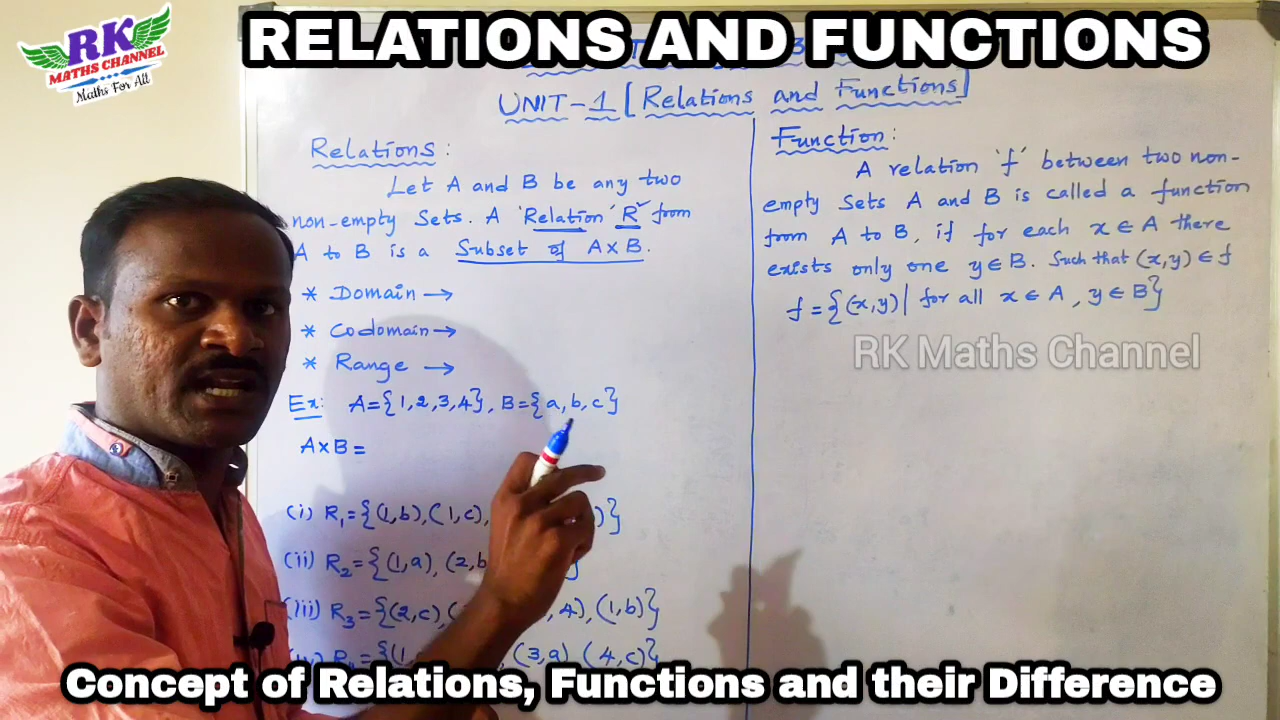 RK
MATHS CHANNEL
Maths For All
RELATIONS AND FUNCTIONS
UNIT-1 [Relations and Functions]
Relations:
Let A and B be any two
non-empty Sets. A 'Relation' R from
A to B is a Subset of A×B.
* Domain →
* Codomain →
* Range →
Ex: A={1,2,3,4}, B={a,b,c}
A×B =
(i) R₁={(1,b),(1,c), )}
(ii) R₂={(1,a),(2,b }
(iii) R₃={(2,c),( ,4),(1,b)}
={(1, (3,a) (4,c)}
Function:
A relation 'f' between two non-
empty Sets A and B is called a function
from A to B, if for each x∈A there
exists only one y∈B. Such that (x,y)∈f
f={(x,y)| for all x∈A, y∈B}
RK Maths Channel
Concept of Relations, Functions and their Difference